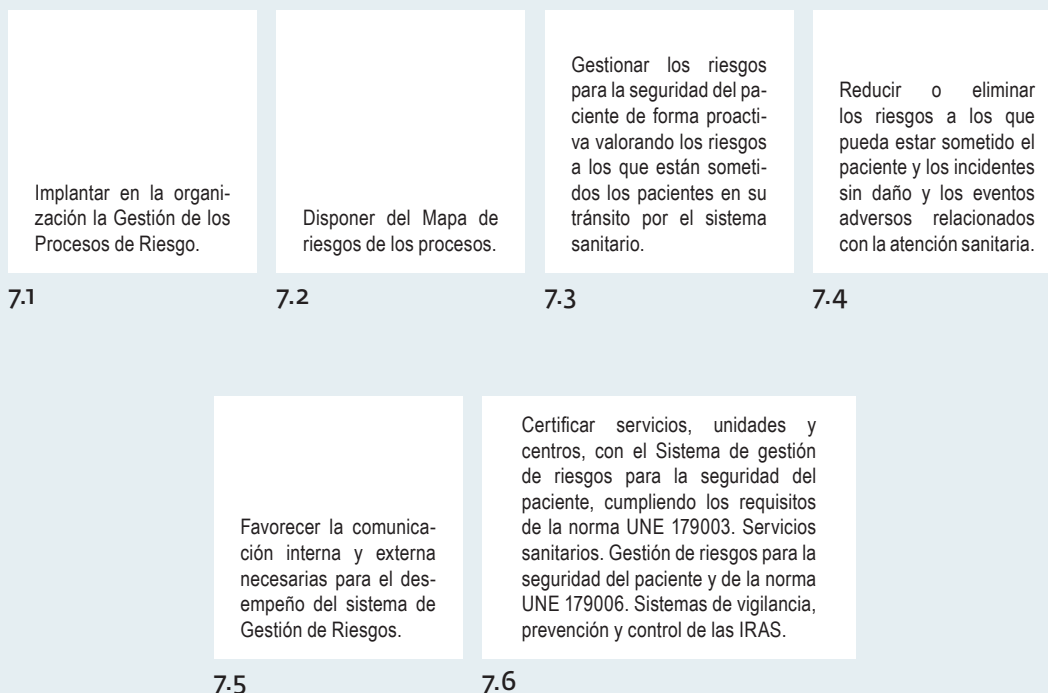 Implantar en la organi-
zación la Gestión de los
Procesos de Riesgo.
7.1
Disponer del Mapa de
riesgos de los procesos.
7.2
Gestionar los riesgos
para la seguridad del pa-
ciente de forma proacti-
va valorando los riesgos
a los que están someti-
dos los pacientes en su
tránsito por el sistema
sanitario.
7.3
Reducir o eliminar
los riesgos a los que
pueda estar sometido el
paciente y los incidentes
sin daño y los eventos
adversos relacionados
con la atención sanitaria.
7.4
Favorecer la comunica-
ción interna y externa
necesarias para el des-
empeño del sistema de
Gestión de Riesgos.
7.5
Certificar servicios, unidades y
centros, con el Sistema de gestión
de riesgos para la seguridad del
paciente, cumpliendo los requisitos
de la norma UNE 179003. Servicios
sanitarios. Gestión de riesgos para la
seguridad del paciente y de la norma
UNE 179006. Sistemas de vigilancia,
prevención y control de las IRAS.
7.6